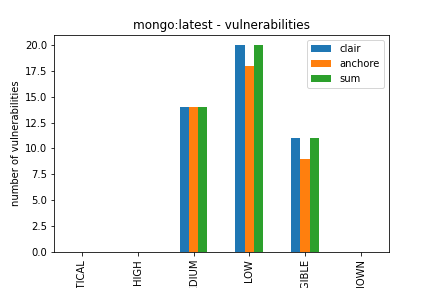 mongo:latest - vulnerabilities
clair
anchore
sum
number of vulnerabilities
20.0
17.5
15.0
12.5
10.0
7.5
5.0
2.5
0.0
TICAL
HIGH
DIUM
LOW
GIBLE